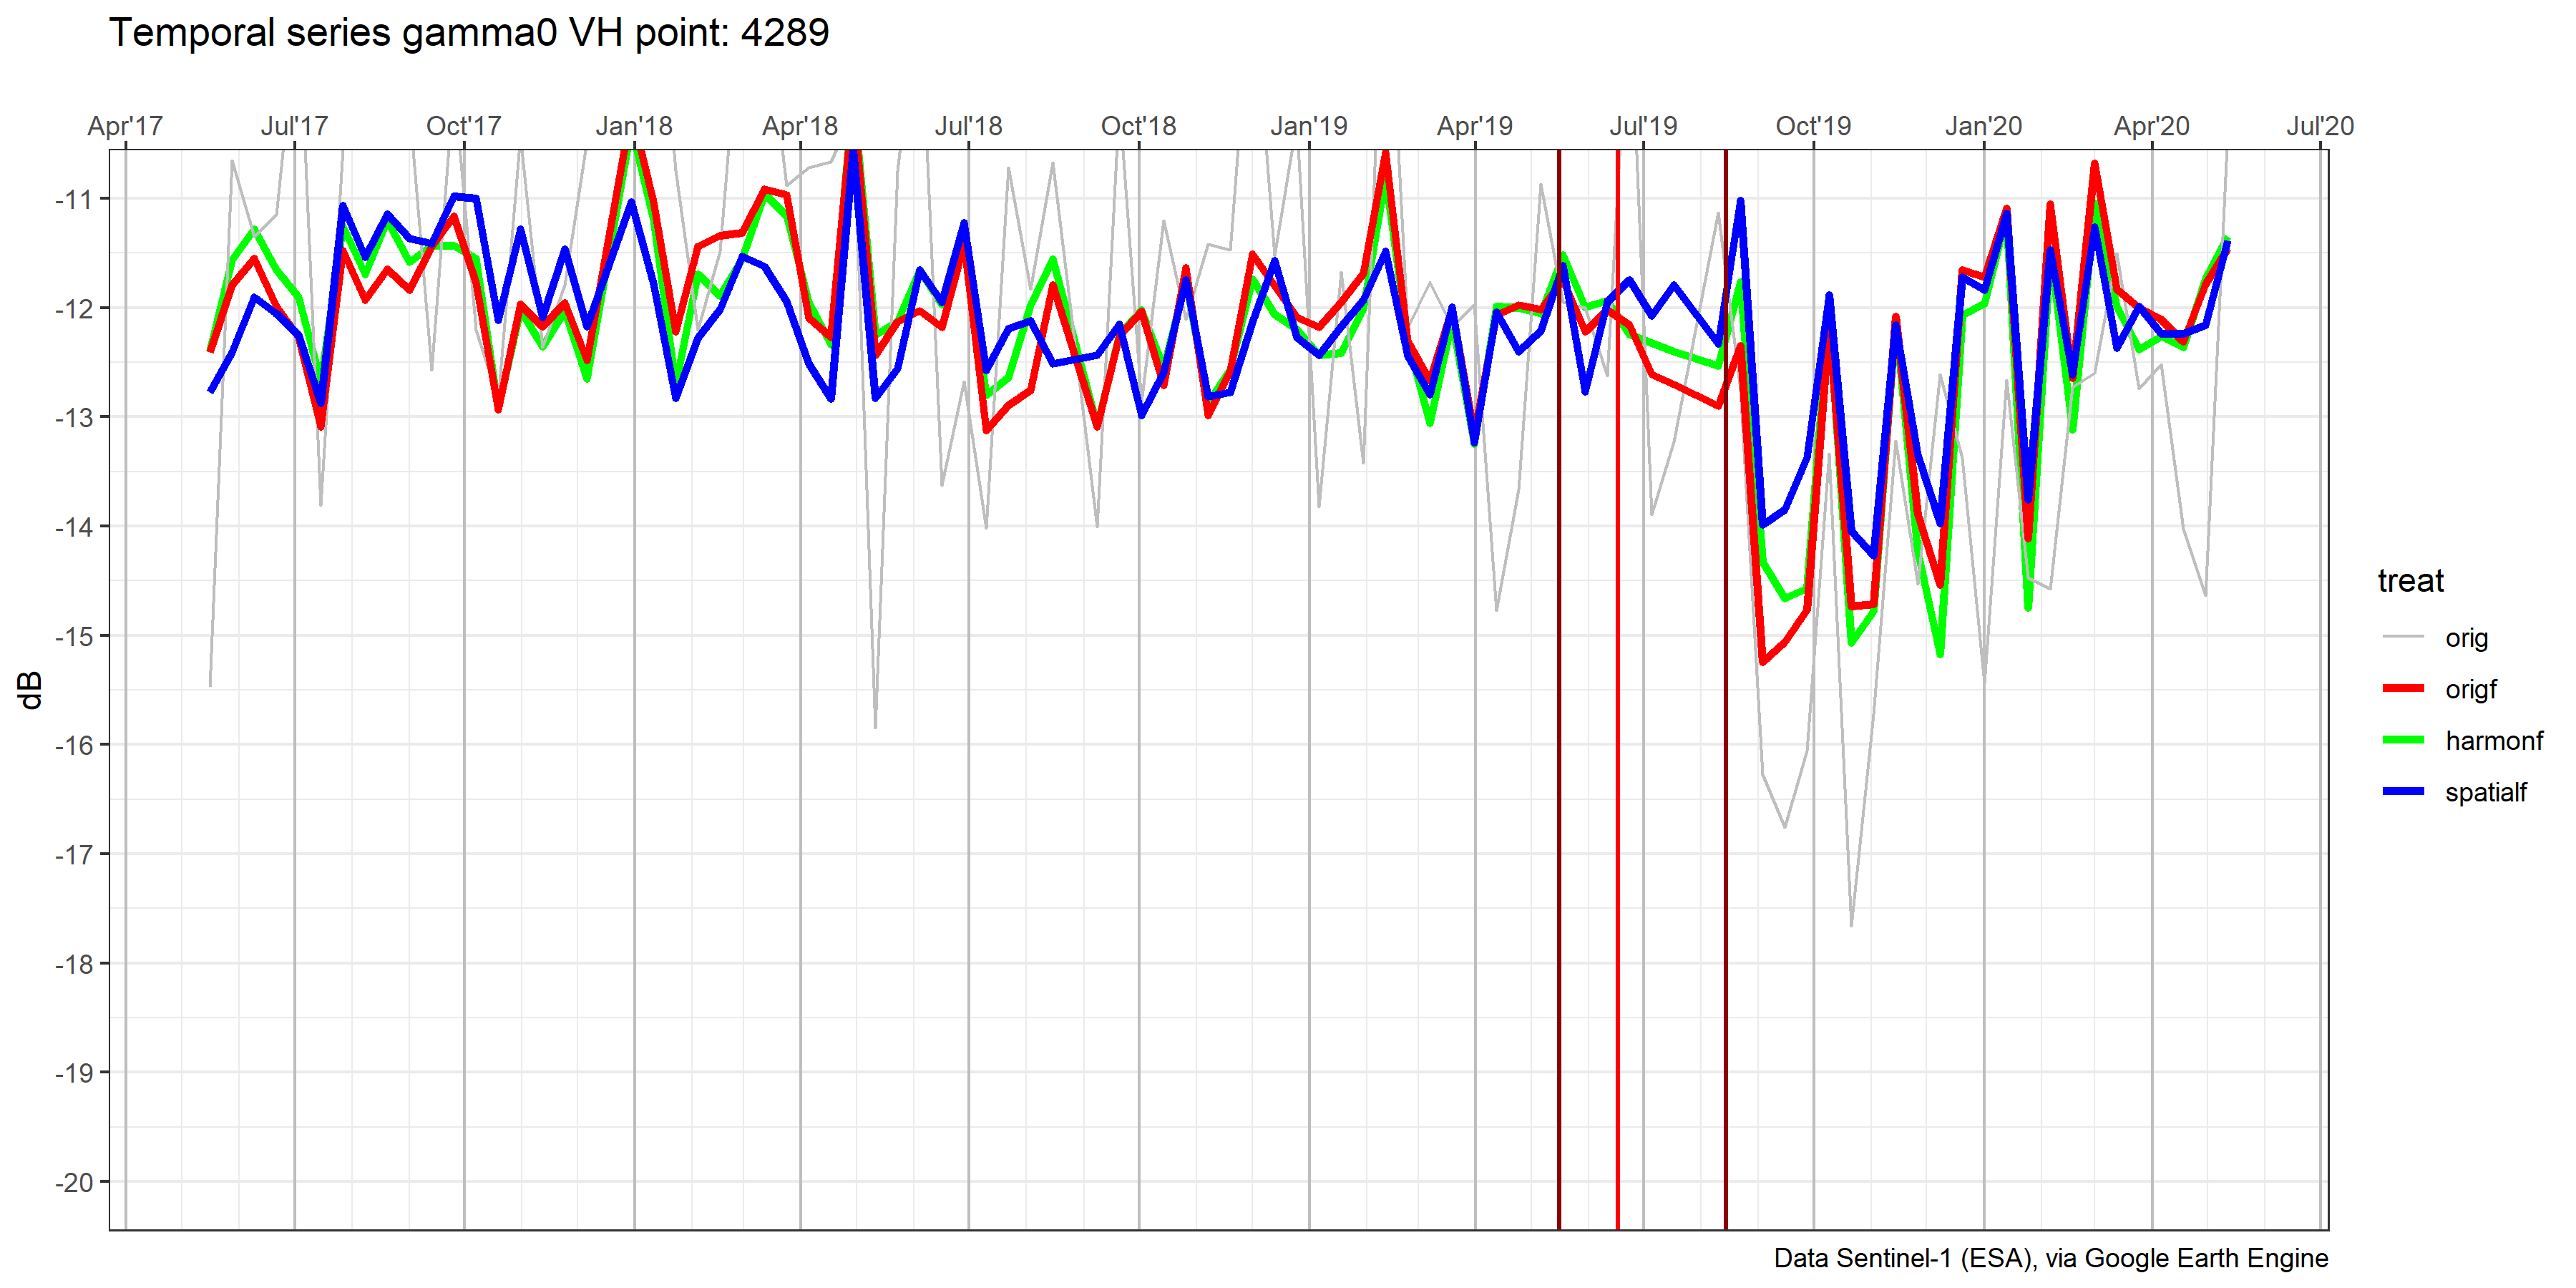 Temporal series gamma0 VH point: 4289
Apr'17 Jul'17 Oct'17 Jan'18 Apr'18 Jul'18 Oct'18 Jan'19 Apr'19 Jul'19 Oct'19 Jan'20 Apr'20 Jul'20
-11
-12
-13
-14
-15
-16
-17
-18
-19
-20
dB
treat
orig
origf
harmonf
spatialf
Data Sentinel-1 (ESA), via Google Earth Engine